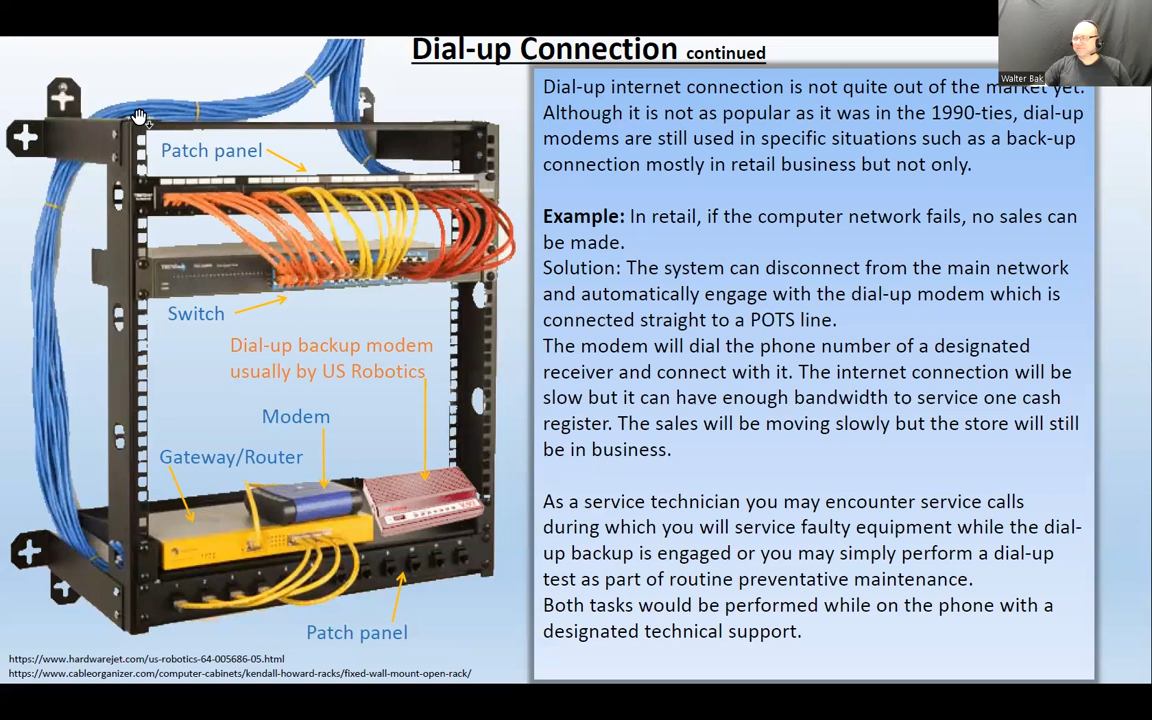 Dial-up Connection continued
Walter Bak
Dial-up internet connection is not quite out of the market yet.
Although it is not as popular as it was in the 1990-ties, dial-up
modems are still used in specific situations such as a back-up
connection mostly in retail business but not only.
Example: In retail, if the computer network fails, no sales can
be made.
Solution: The system can disconnect from the main network
and automatically engage with the dial-up modem which is
connected straight to a POTS line.
The modem will dial the phone number of a designated
receiver and connect with it. The internet connection will be
slow but it can have enough bandwidth to service one cash
register. The sales will be moving slowly but the store will still
be in business.
As a service technician you may encounter service calls
during which you will service faulty equipment while the dial-
up backup is engaged or you may simply perform a dial-up
test as part of routine preventative maintenance.
Both tasks would be performed while on the phone with a
designated technical support.
Patch panel
Switch
Dial-up backup modem
usually by US Robotics
Modem
Gateway/Router
Patch panel
https://www.hardwarejet.com/us-robotics-64-005686-05.html
https://www.cableorganizer.com/computer-cabinets/kendall-howard-racks/fixed-wall-mount-open-rack/